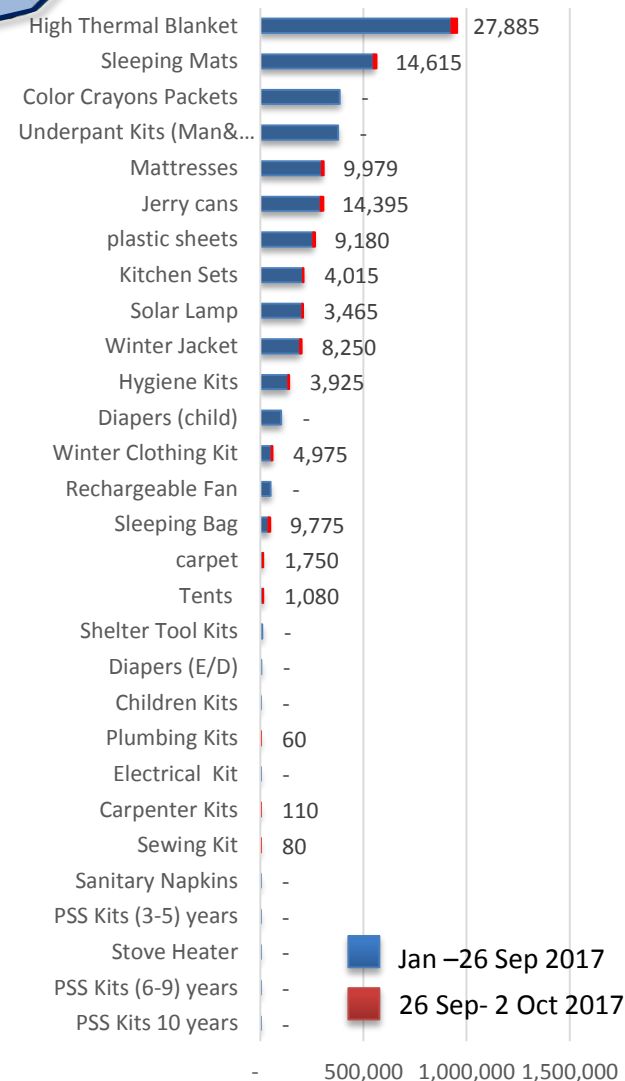 High Thermal Blanket 27,885
Sleeping Mats 14,615
Color Crayons Packets -
Underpant Kits (Man&... -
Mattresses 9,979
Jerry cans 14,395
plastic sheets 9,180
Kitchen Sets 4,015
Solar Lamp 3,465
Winter Jacket 8,250
Hygiene Kits 3,925
Diapers (child) -
Winter Clothing Kit 4,975
Rechargeable Fan -
Sleeping Bag 9,775
carpet 1,750
Tents 1,080
Shelter Tool Kits -
Diapers (E/D) -
Children Kits -
Plumbing Kits 60
Electrical Kit -
Carpenter Kits 110
Sewing Kit 80
Sanitary Napkins -
PSS Kits (3-5) years -
Stove Heater -
PSS Kits (6-9) years -
PSS Kits 10 years -
Jan –26 Sep 2017
26 Sep- 2 Oct 2017
- 500,000 1,000,000 1,500,000